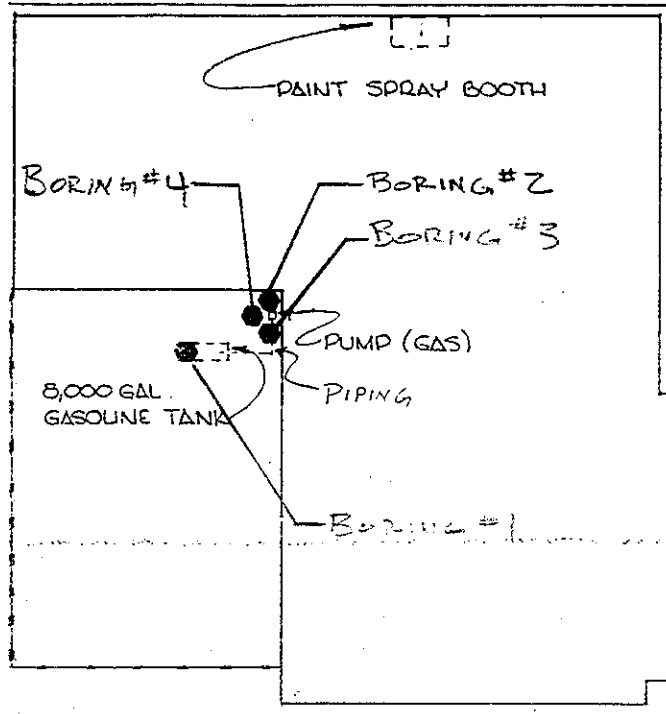 PAINT SPRAY BOOTH
BORING #4
BORING #2
BORING #3
PUMP (GAS)
8,000 GAL.
GASOLINE TANK
PIPING
BORING #1